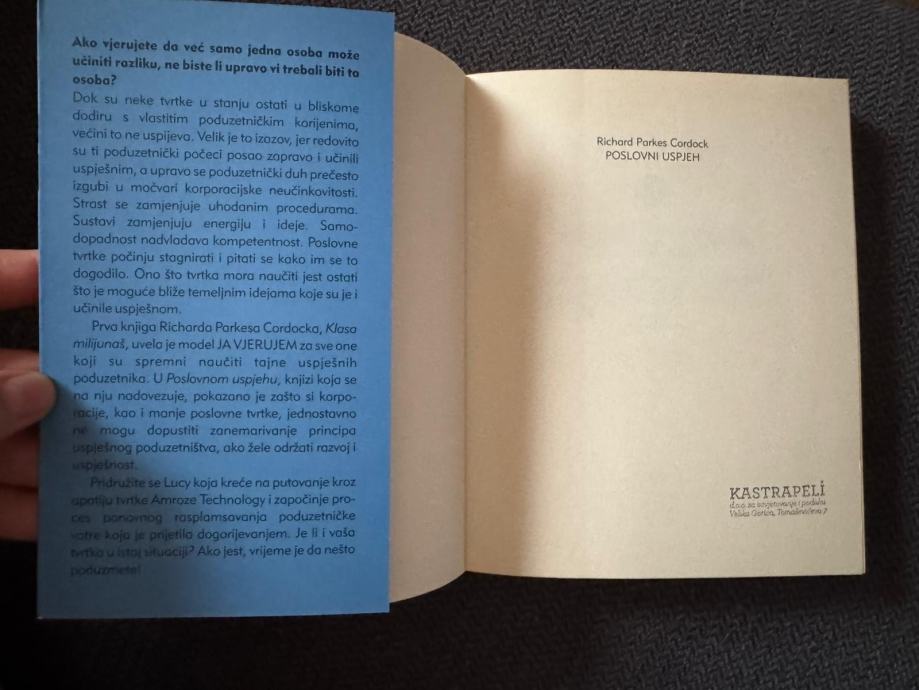 Ako vjerujete da već samo jedna osoba može
učiniti razliku, ne biste li upravo vi trebali biti ta
osoba?
Dok su neke tvrtke u stanju ostati u bliskome
dodiru s vlastitim poduzetničkim korijenima,
većini to ne uspijeva. Velik je to izazov, jer redovito
su ti poduzetnički počeci posao zapravo i učinili
uspješnim, a upravo se poduzetnički duh prečesto
izgubi u močvari korporacijske neučinkovitosti.
Strast se zamjenjuje uhodanim procedurama.
Sustavi zamjenjuju energiju i ideje. Samo-
dopadnost nadvladava kompetentnost. Poslovne
tvrtke počinju stagnirati i pitati se kako im se to
dogodilo. Ono što tvrtka mora naučiti jest ostati
što je moguće bliže temeljnim idejama koje su je i
učinile uspješnom.
Prva knjiga Richarda Parkesa Cordocka, Klasa
milijunaš, uvela je model JA VJERUJEM za sve one
koji su spremni naučiti tajne uspješnih
poduzetnika. U Poslovnom uspjehu, knjizi koja se
na nju nadovezuje, pokazano je zašto si korpo-
racije, kao i manje poslovne tvrtke, jednostavno
ne mogu dopustiti zanemarivanje principa
uspješnog poduzetništva, ako žele održati razvoj i
uspješnost.
Pridružite se Lucy koja kreće na putovanje kroz
apatiju tvrtke Amroze Technology i započinje pro-
ces ponovnog rasplamsavanja poduzetničke
vatre koja je prijetila dogorijevanjem. Je li i vaša
tvrtka u istoj situaciji? Ako jest, vrijeme je da nešto
poduzmete!
Richard Parkes Cordock
POSLOVNI USPJEH
KASTRAPELI
d.o.o. za savjetovanje i poduku
Velika Gorica, Tomašinečeva 7